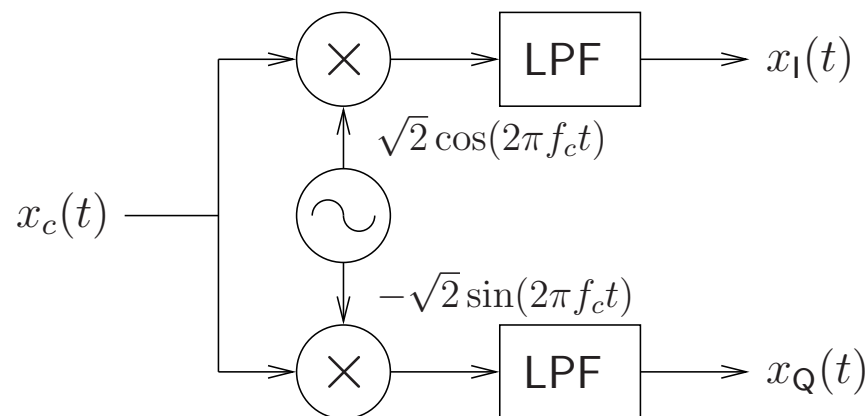 LPF
x_I(t)
√2 cos(2πf_c t)
x_c(t)
−√2 sin(2πf_c t)
LPF
x_Q(t)